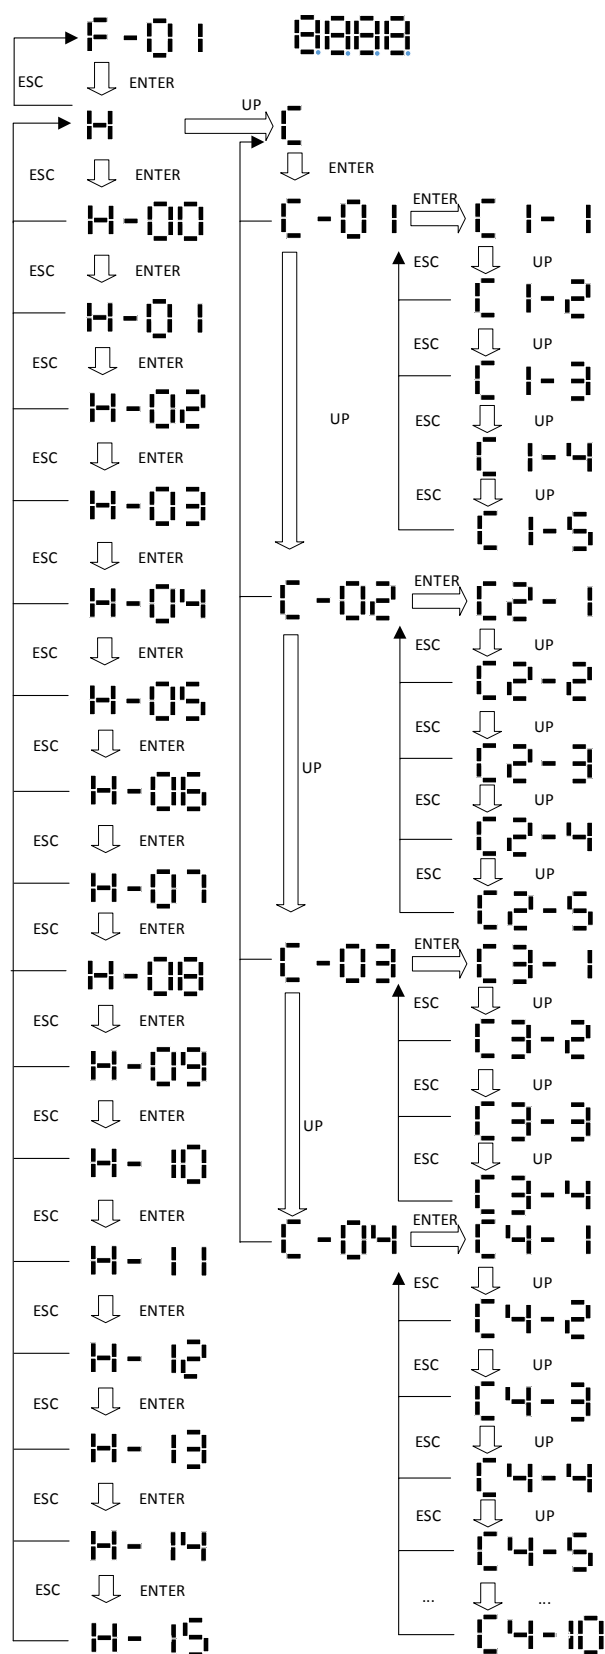 F-01
8.8.8.8.
ESC
ENTER
H
UP
C
ESC
ENTER
ENTER
H-00
C-01
ENTER
C1-1
ESC
ENTER
ESC
UP
C1-2
H-01
ESC
UP
ESC
ENTER
C1-3
H-02
UP
ESC
UP
C1-4
ESC
ENTER
ESC
UP
H-03
C1-5
ESC
ENTER
H-04
C-02
ENTER
C2-1
ESC
ENTER
ESC
UP
C2-2
H-05
ESC
UP
ESC
ENTER
UP
C2-3
H-06
ESC
UP
C2-4
ESC
ENTER
ESC
UP
H-07
C2-5
ESC
ENTER
H-08
C-03
ENTER
C3-1
ESC
ENTER
ESC
UP
C3-2
H-09
ESC
UP
ESC
ENTER
UP
C3-3
H-10
ESC
UP
C3-4
ESC
ENTER
C-04
ENTER
C4-1
H-11
ESC
UP
ESC
ENTER
C4-2
H-12
ESC
UP
ESC
ENTER
C4-3
H-13
ESC
UP
C4-4
ESC
ENTER
ESC
UP
H-14
C4-5
ESC
ENTER
...
...
H-15
C4-10